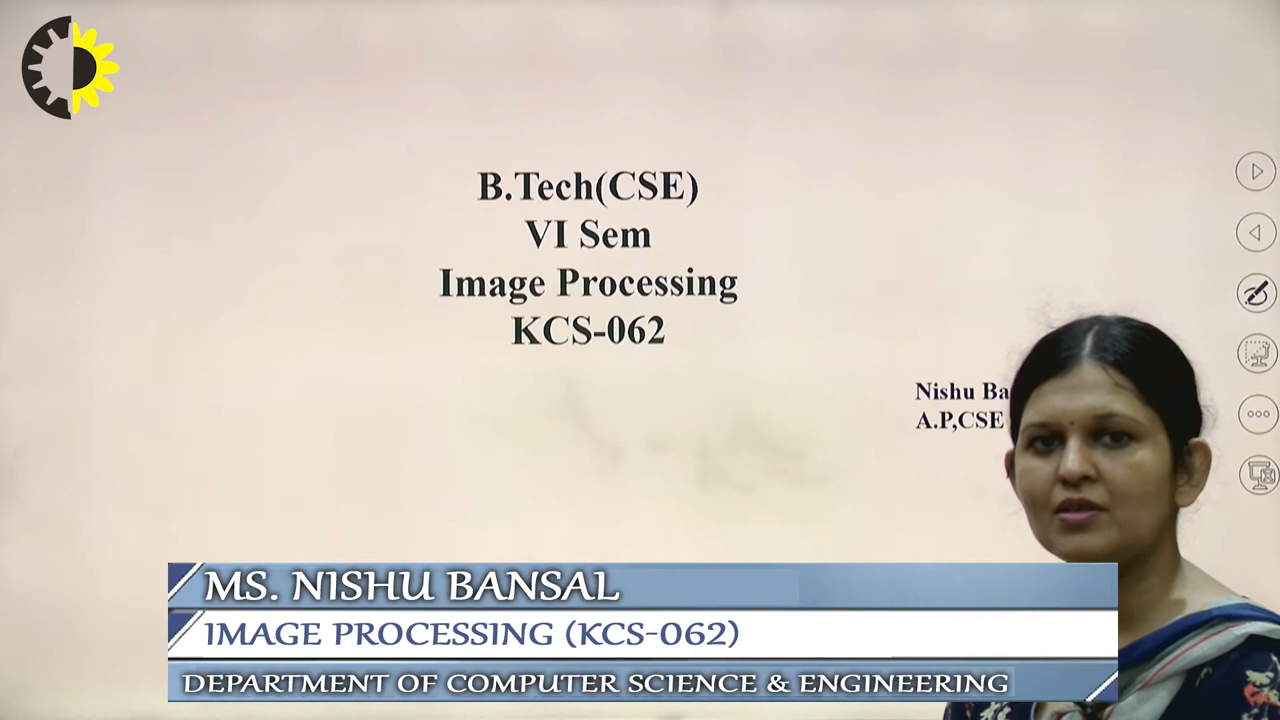 B.Tech(CSE)
VI Sem
Image Processing
KCS-062
Nishu Ba
A.P,CSE
MS. NISHU BANSAL
IMAGE PROCESSING (KCS-062)
DEPARTMENT OF COMPUTER SCIENCE & ENGINEERING